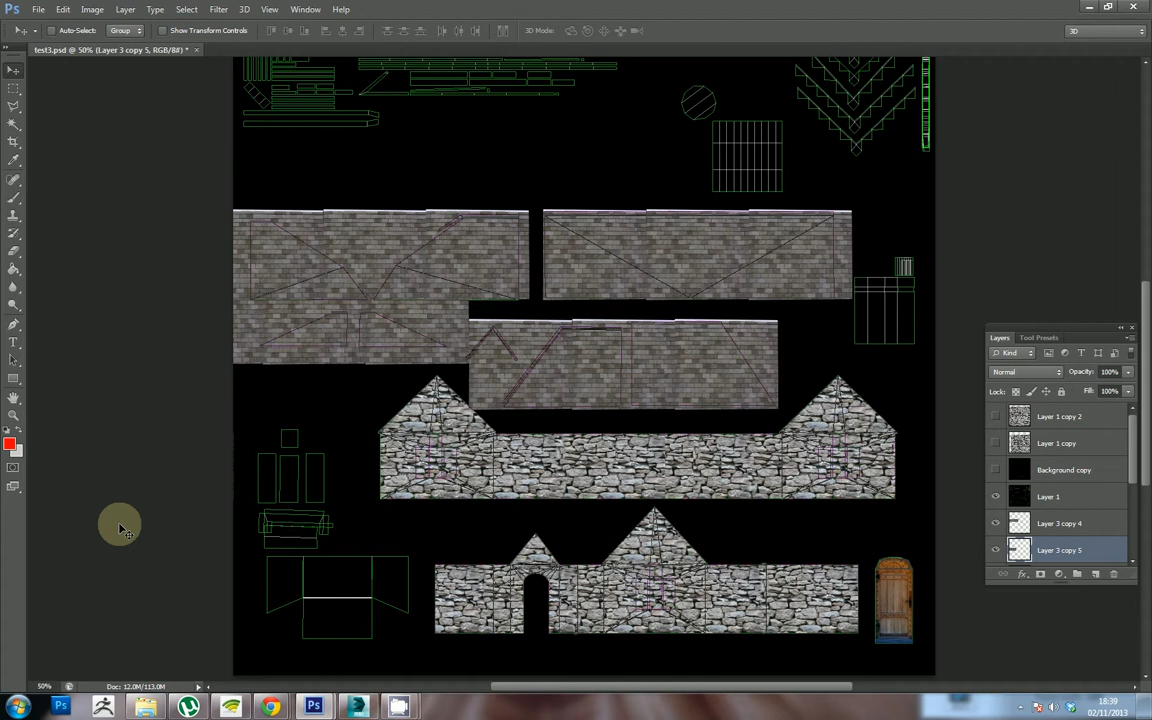 Ps File Edit Image Layer Type Select Filter 3D View Window Help
Auto-Select: Group Show Transform Controls 3D Mode: 3D
test3.psd @ 50% (Layer 3 copy 5, RGB/8#) * ×
Layers Tool Presets
Kind
Normal Opacity: 100%
Lock: Fill: 100%
Layer 1 copy 2
Layer 1 copy
Background copy
Layer 1
Layer 3 copy 4
Layer 3 copy 5
fx
50% Doc: 12.0M/113.0M
Ps Ps
18:39
02/11/2013